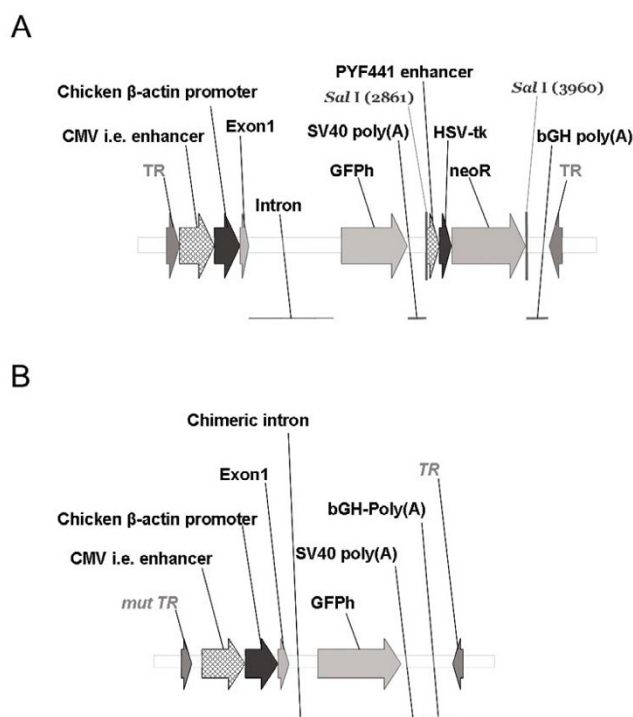 A
PYF441 enhancer
Chicken β-actin promoter
Sal I (2861)
Sal I (3960)
CMV i.e. enhancer
Exon1
SV40 poly(A)
HSV-tk
bGH poly(A)
TR
GFPh
neoR
TR
Intron
B
Chimeric intron
Exon1
TR
Chicken β-actin promoter
bGH-Poly(A)
CMV i.e. enhancer
SV40 poly(A)
mut TR
GFPh